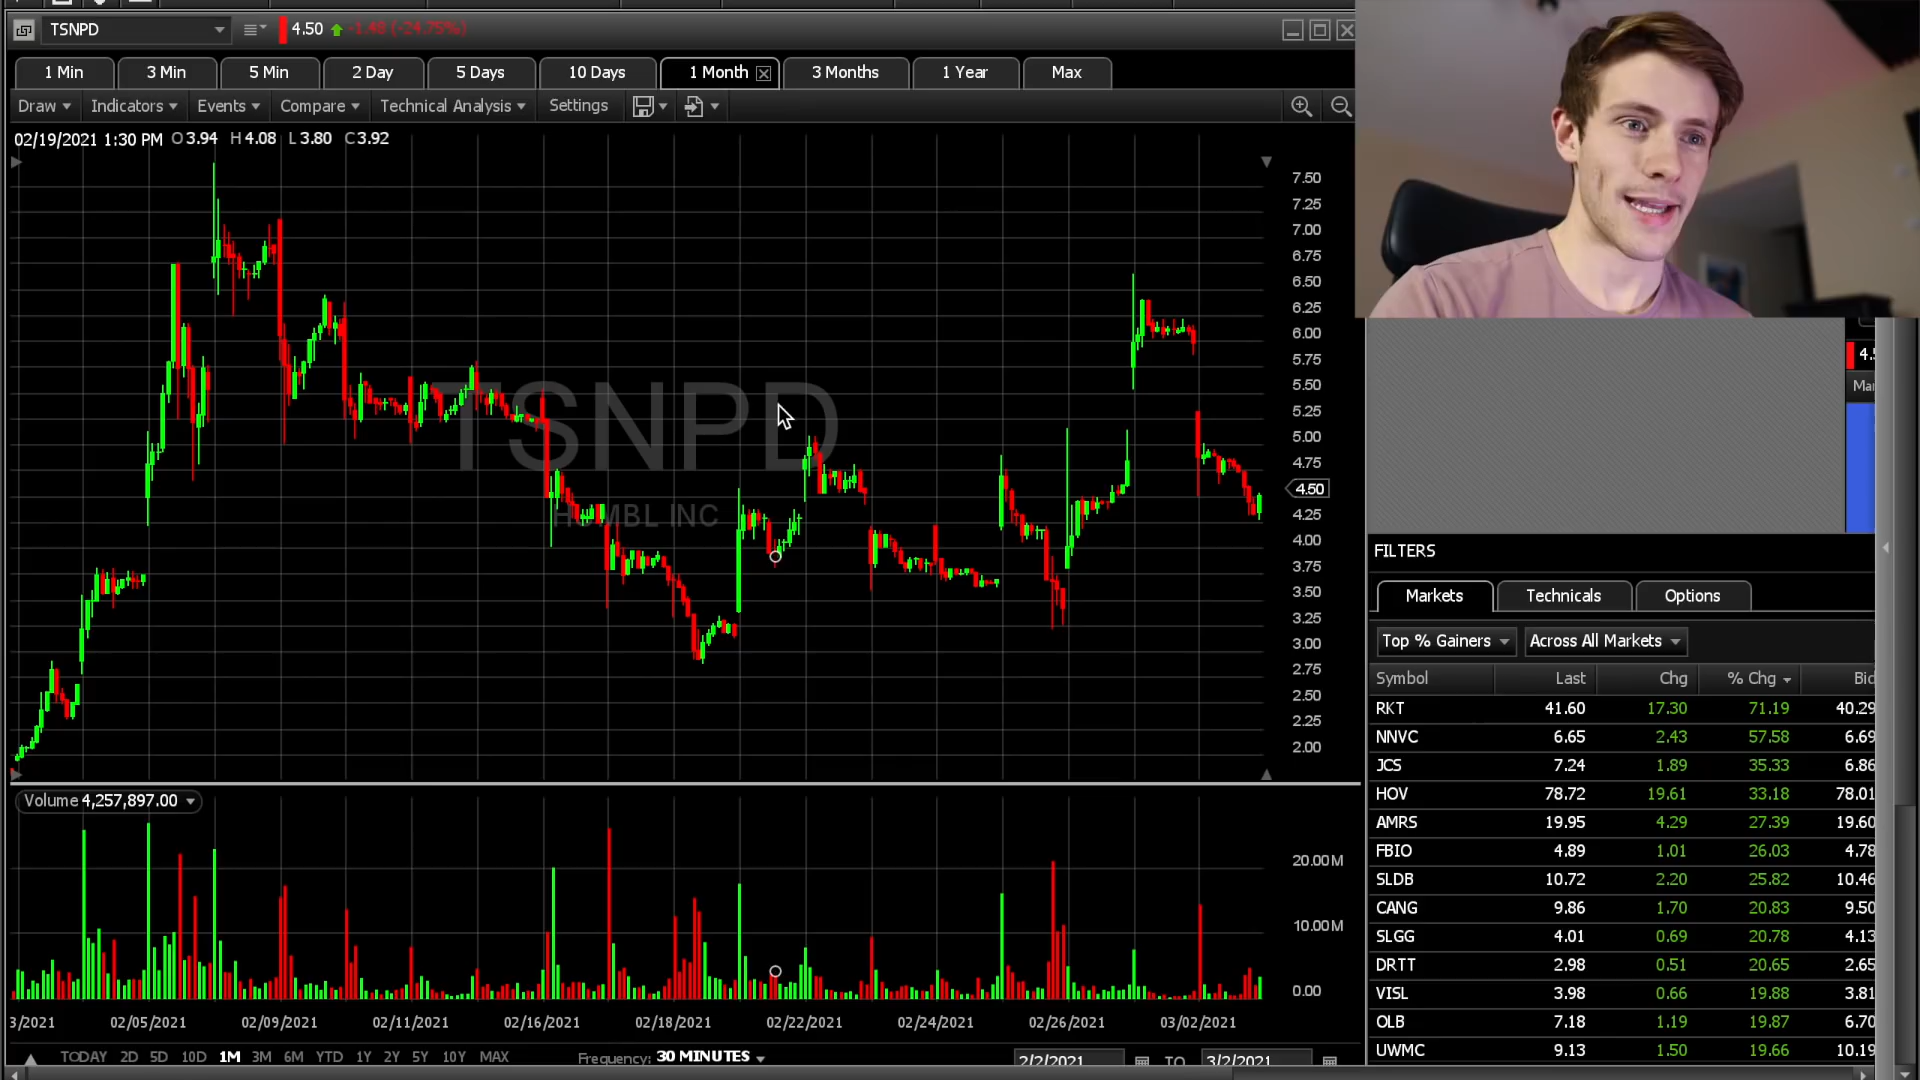 TSNPD 4.50 -1.48 (-24.75%)
1 Min 3 Min 5 Min 2 Day 5 Days 10 Days 1 Month 3 Months 1 Year Max
Draw Indicators Events Compare Technical Analysis Settings
02/19/2021 1:30 PM O 3.94 H 4.08 L 3.80 C 3.92
7.50
7.25
7.00
6.75
6.50
6.25
6.00
5.75
5.50
5.25
5.00
4.75
4.50
4.25
4.00
3.75
3.50
3.25
3.00
2.75
2.50
2.25
2.00
TSNPD
HUMBL INC
Volume 4,257,897.00
20.00M
10.00M
0.00
3/2021 02/05/2021 02/09/2021 02/11/2021 02/16/2021 02/18/2021 02/22/2021 02/24/2021 02/26/2021 03/02/2021
TODAY 2D 5D 10D 1M 3M 6M YTD 1Y 2Y 5Y 10Y MAX Frequency: 30 MINUTES 2/2/2021 TO 3/2/2021
FILTERS
Markets Technicals Options
Top % Gainers Across All Markets
Symbol Last Chg % Chg Bid
RKT 41.60 17.30 71.19 40.29
NNVC 6.65 2.43 57.58 6.69
JCS 7.24 1.89 35.33 6.86
HOV 78.72 19.61 33.18 78.01
AMRS 19.95 4.29 27.39 19.60
FBIO 4.89 1.01 26.03 4.78
SLDB 10.72 2.20 25.82 10.46
CANG 9.86 1.70 20.83 9.50
SLGG 4.01 0.69 20.78 4.13
DRTT 2.98 0.51 20.65 2.65
VISL 3.98 0.66 19.88 3.81
OLB 7.18 1.19 19.87 6.70
UWMC 9.13 1.50 19.66 10.19